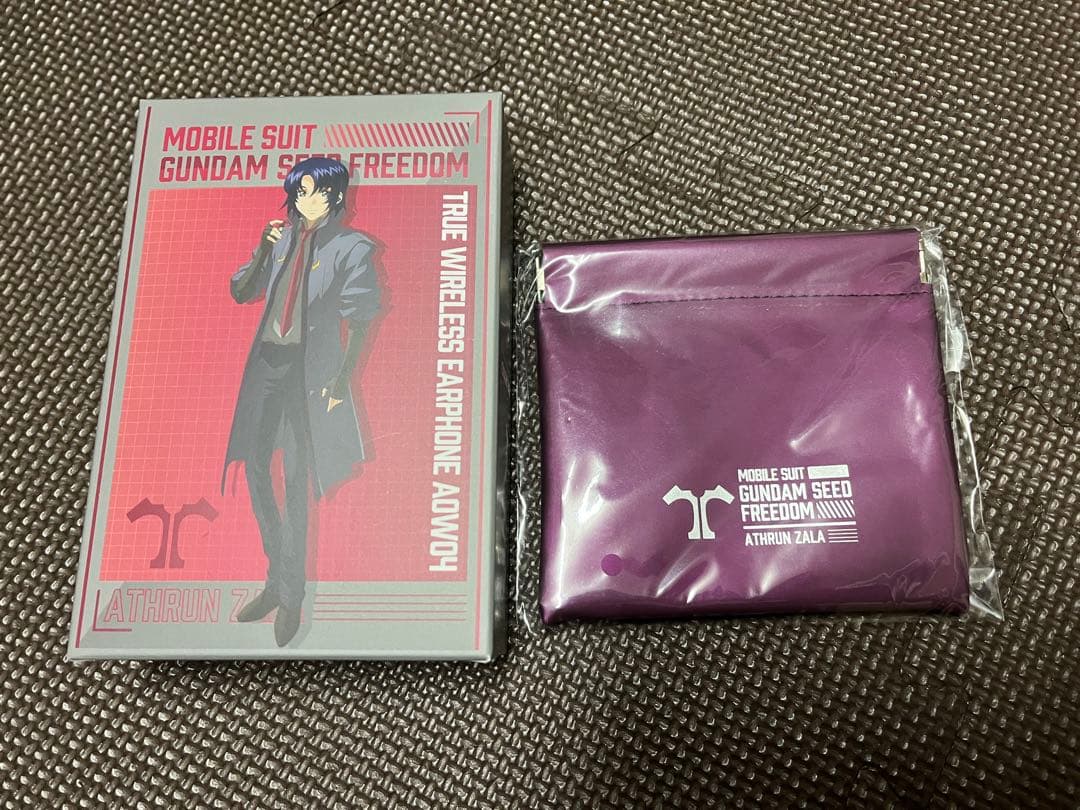 MOBILE SUIT
GUNDAM SEED FREEDOM
TRUE WIRELESS EARPHONE AOW04
ATHRUN ZALA
MOBILE SUIT
GUNDAM SEED
FREEDOM
ATHRUN ZALA